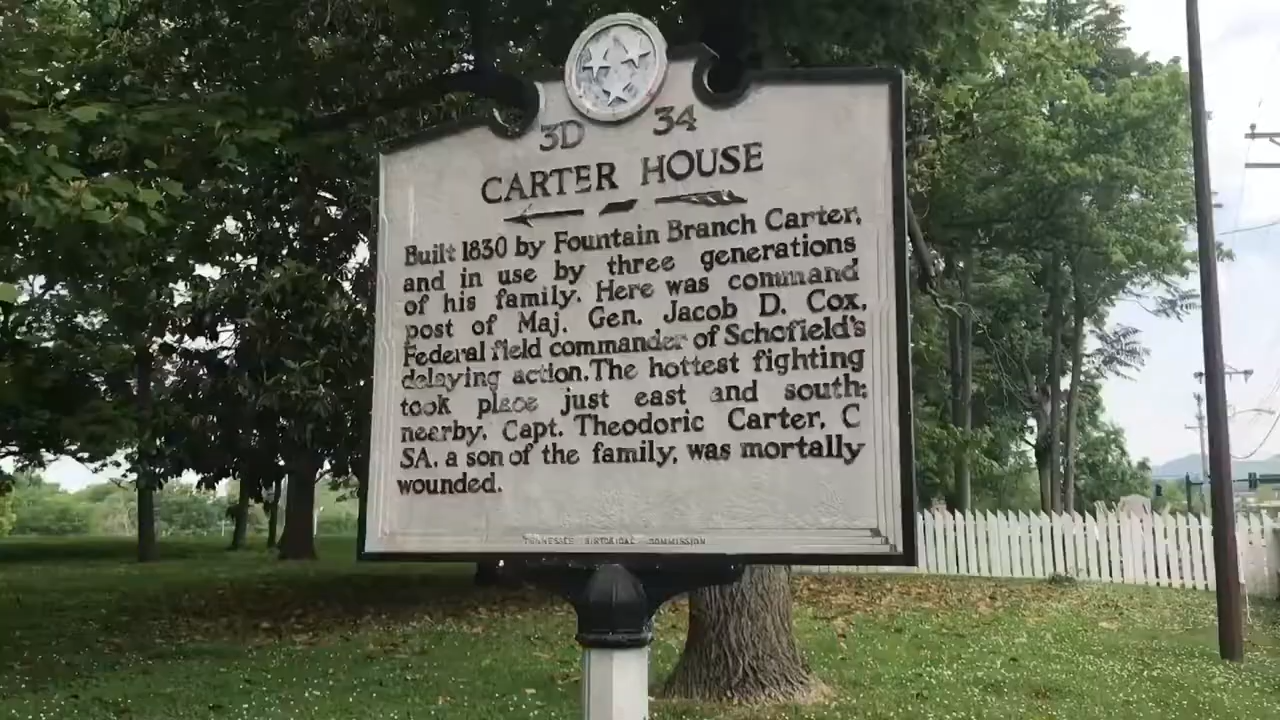 3D 34
CARTER HOUSE
Built 1830 by Fountain Branch Carter,
and in use by three generations
of his family. Here was command
post of Maj. Gen. Jacob D. Cox,
Federal field commander of Schofield's
delaying action. The hottest fighting
took place just east and south;
nearby, Capt. Theodoric Carter, C
SA, a son of the family, was mortally
wounded.
TENNESSEE HISTORICAL COMMISSION